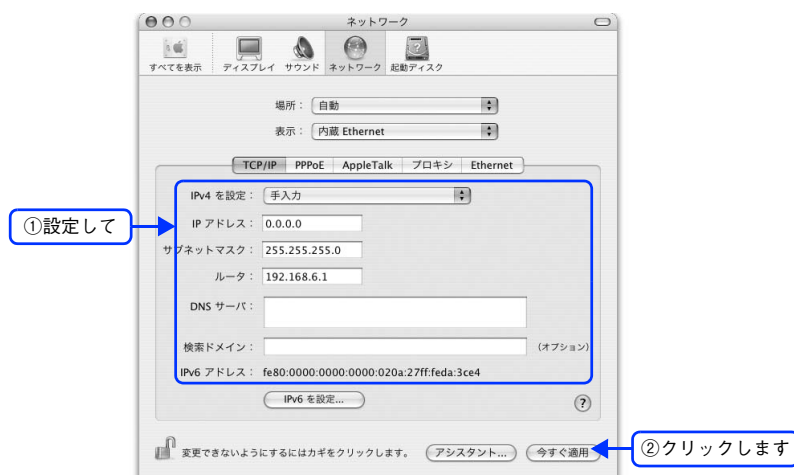 ネットワーク
すべてを表示 ディスプレイ サウンド ネットワーク 起動ディスク
場所： 自動
表示： 内蔵 Ethernet
TCP/IP PPPoE AppleTalk プロキシ Ethernet
IPv4 を設定： 手入力
①設定して
IP アドレス： 0.0.0.0
サブネットマスク： 255.255.255.0
ルータ： 192.168.6.1
DNS サーバ：
検索ドメイン： (オプション)
IPv6 アドレス： fe80:0000:0000:0000:020a:27ff:feda:3ce4
IPv6 を設定... ?
変更できないようにするにはカギをクリックします。 アシスタント... 今すぐ適用
②クリックします